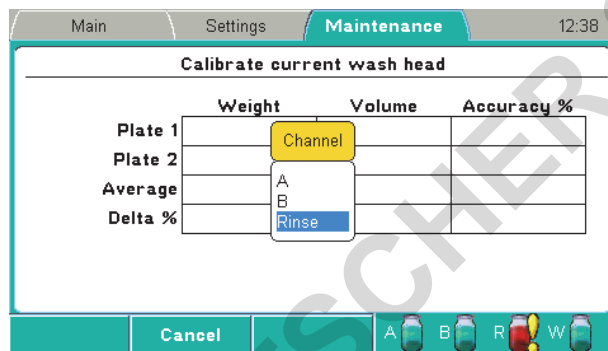 Main Settings Maintenance 12:38
Calibrate current wash head
Weight Volume Accuracy %
Plate 1
Channel
Plate 2
A
Average
B
Delta %
Rinse
Cancel A B R W